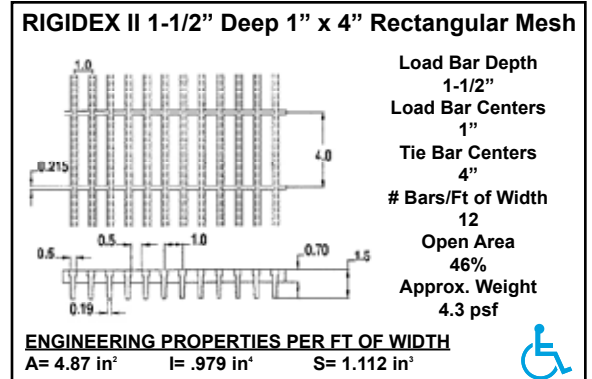 RIGIDEX II 1-1/2” Deep 1” x 4” Rectangular Mesh
1.0
4.0
0.215
0.5
0.5
1.0
0.70
1.5
0.19
Load Bar Depth
1-1/2”
Load Bar Centers
1”
Tie Bar Centers
4”
# Bars/Ft of Width
12
Open Area
46%
Approx. Weight
4.3 psf
ENGINEERING PROPERTIES PER FT OF WIDTH
A= 4.87 in² I= .979 in⁴ S= 1.112 in³